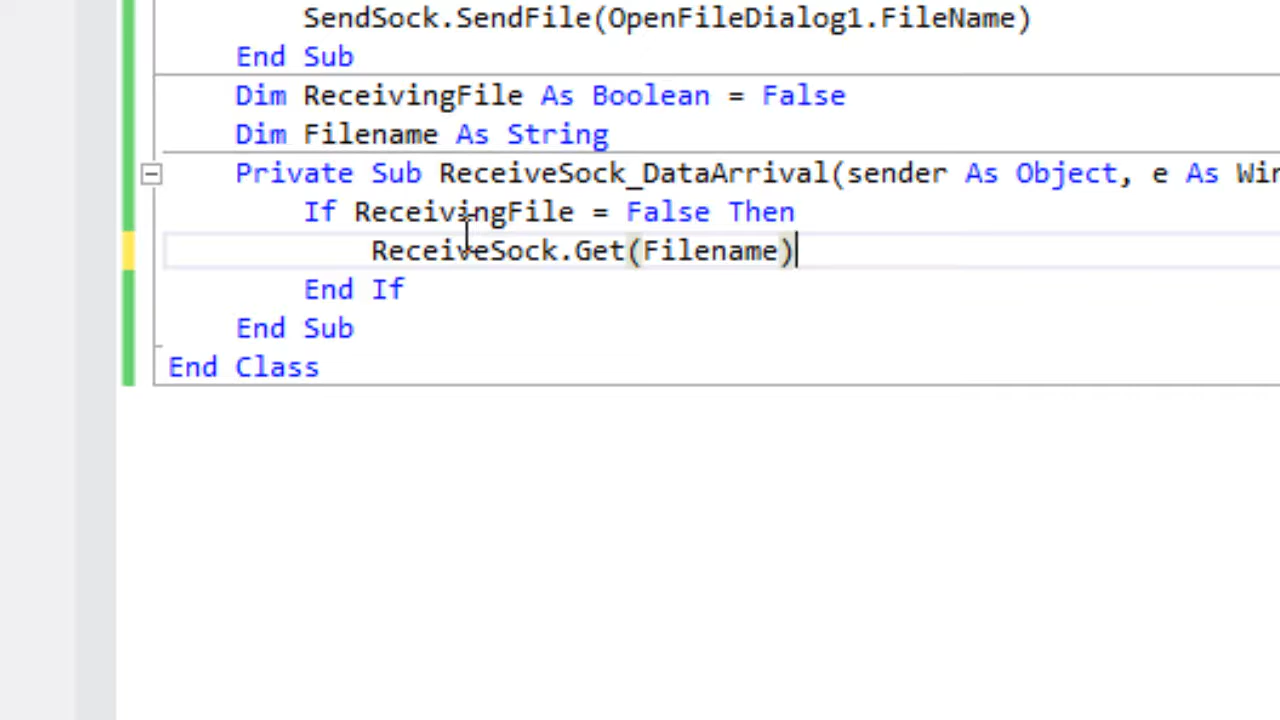 SendSock.SendFile(OpenFileDialog1.FileName)
End Sub
Dim ReceivingFile As Boolean = False
Dim Filename As String
Private Sub ReceiveSock_DataArrival(sender As Object, e As Win
If ReceivingFile = False Then
ReceiveSock.Get(Filename)
End If
End Sub
End Class